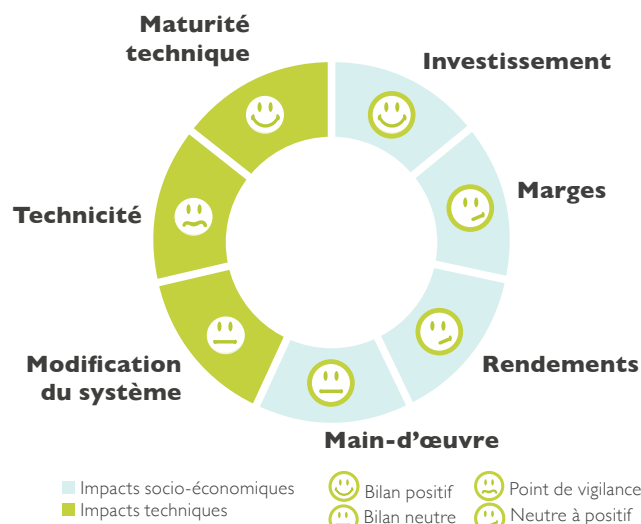 Maturité
technique
Investissement
Marges
Technicité
Rendements
Modification
du système
Main-d'œuvre
Impacts socio-économiques
Impacts techniques
Bilan positif
Bilan neutre
Point de vigilance
Neutre à positif